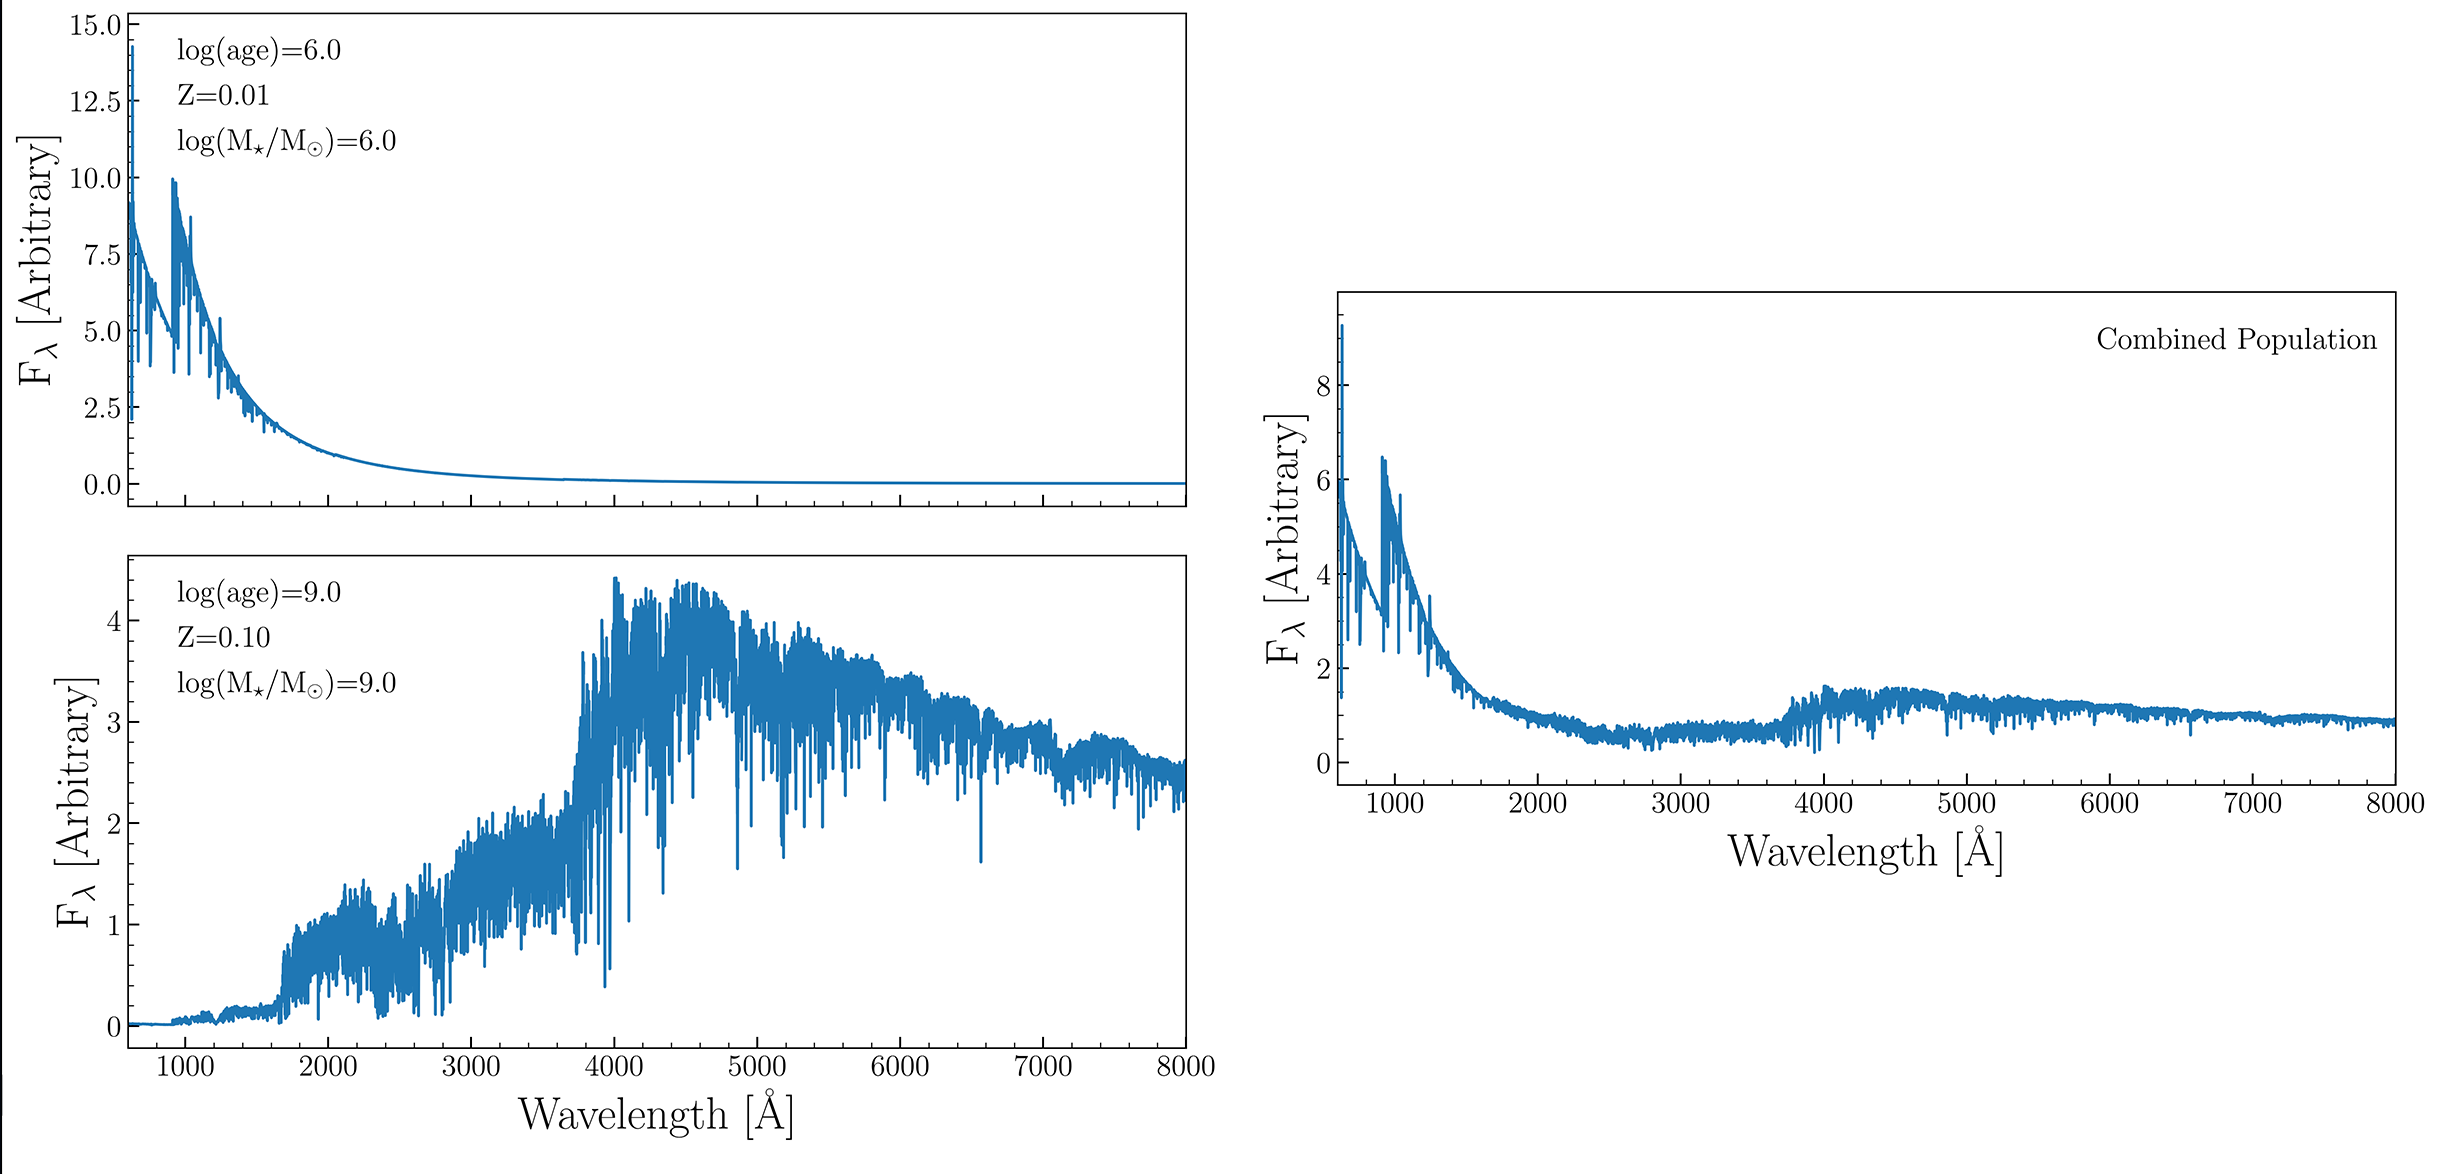 15.0
12.5
10.0
7.5
5.0
2.5
0.0
F_λ [Arbitrary]
log(age)=6.0
Z=0.01
log(M⋆/M⊙)=6.0
4
3
2
1
0
F_λ [Arbitrary]
log(age)=9.0
Z=0.10
log(M⋆/M⊙)=9.0
1000 2000 3000 4000 5000 6000 7000 8000
Wavelength [Å]
8
6
4
2
0
F_λ [Arbitrary]
Combined Population
1000 2000 3000 4000 5000 6000 7000 8000
Wavelength [Å]